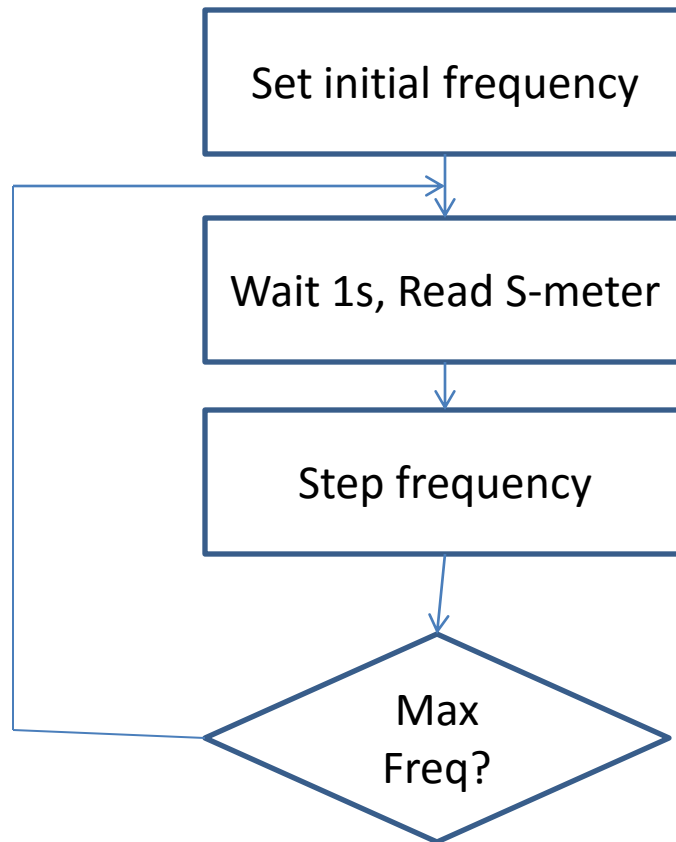 Set initial frequency
Wait 1s, Read S-meter
Step frequency
Max
Freq?